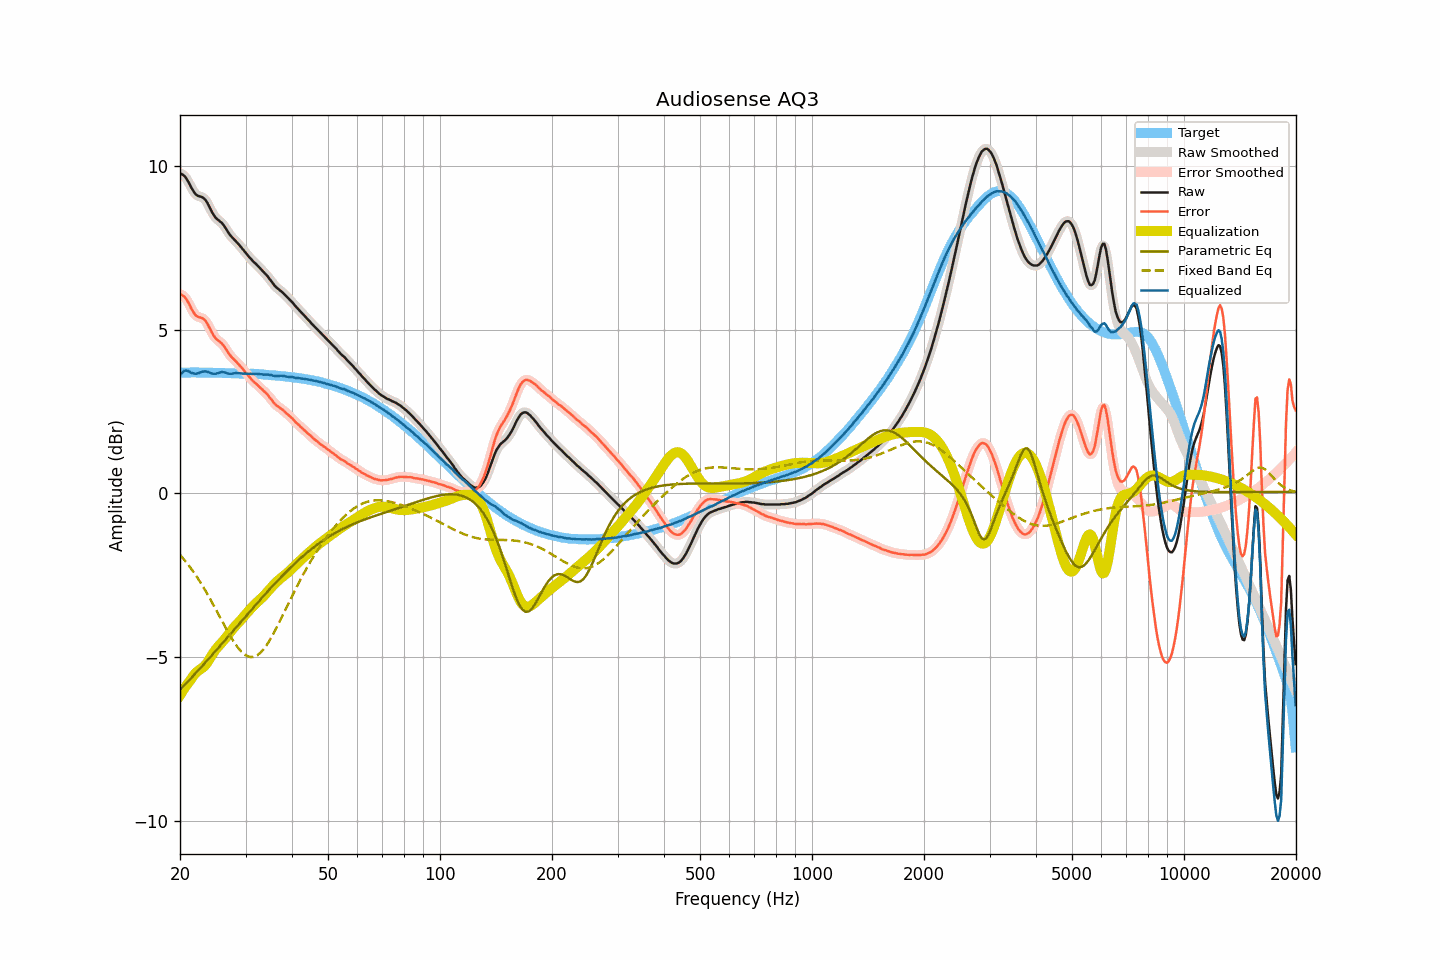 Audiosense AQ3
Target
Raw Smoothed
Error Smoothed
Raw
Error
Equalization
Parametric Eq
Fixed Band Eq
Equalized
10
5
0
−5
−10
Amplitude (dBr)
20 50 100 200 500 1000 2000 5000 10000 20000
Frequency (Hz)